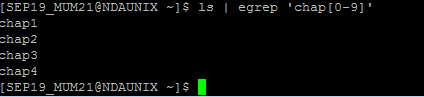 [SEP19_MUM21@NDAUNIX ~]$ ls | egrep 'chap[0-9]'
chap1
chap2
chap3
chap4
[SEP19_MUM21@NDAUNIX ~]$